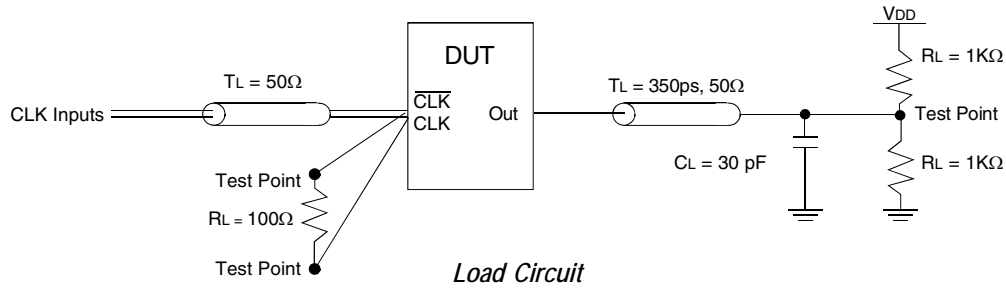 VDD
RL = 1KΩ
DUT
TL = 50Ω
TL = 350ps, 50Ω
CLK
CLK Inputs
CLK
Out
Test Point
CL = 30 pF
RL = 1KΩ
Test Point
RL = 100Ω
Test Point
Load Circuit